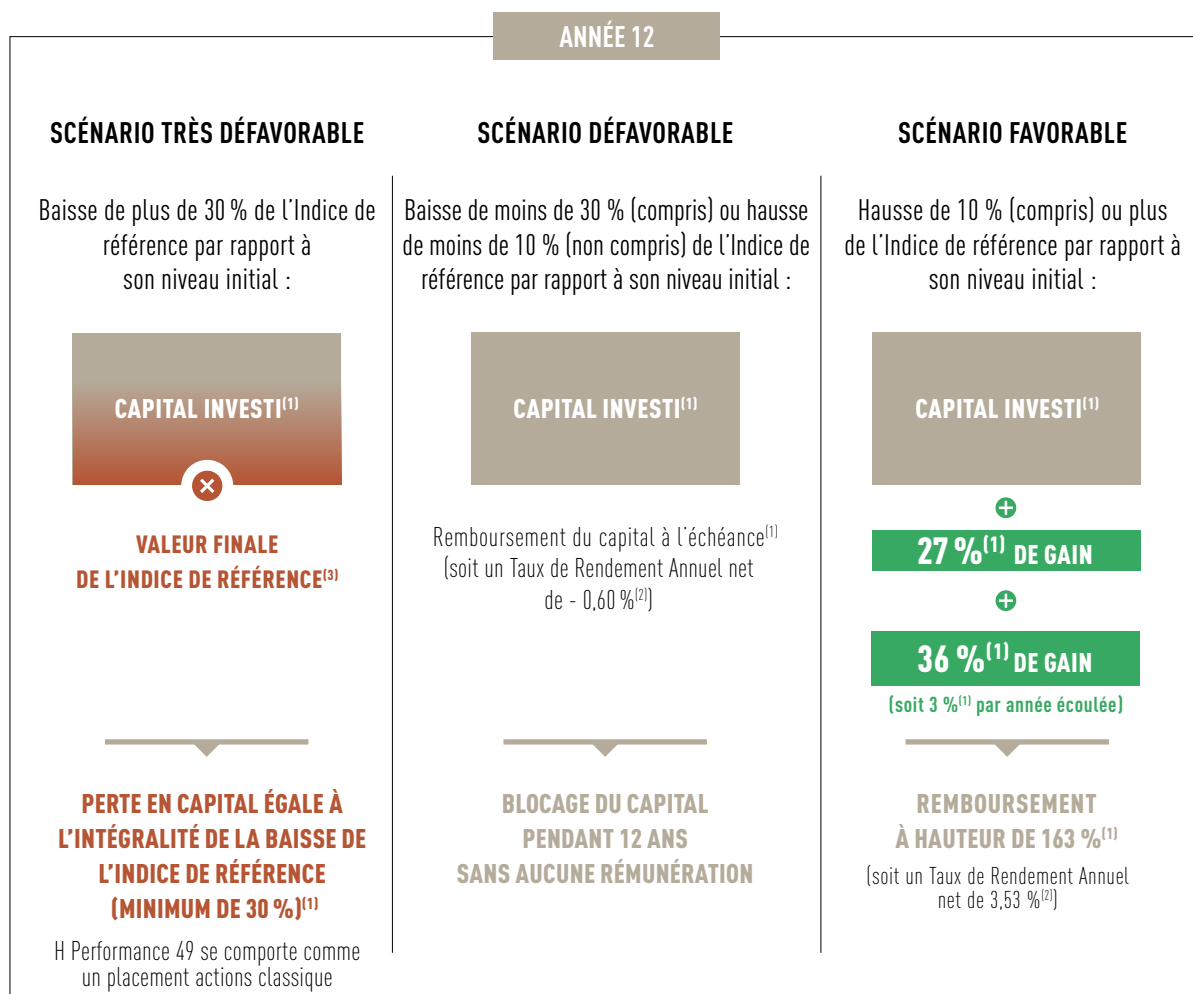 ANNÉE 12
SCÉNARIO TRÈS DÉFAVORABLE
Baisse de plus de 30 % de l'Indice de
référence par rapport à
son niveau initial :
CAPITAL INVESTI(1)
VALEUR FINALE
DE L'INDICE DE RÉFÉRENCE(3)
PERTE EN CAPITAL ÉGALE À
L'INTÉGRALITÉ DE LA BAISSE DE
L'INDICE DE RÉFÉRENCE
(MINIMUM DE 30 %)(1)
H Performance 49 se comporte comme
un placement actions classique
SCÉNARIO DÉFAVORABLE
Baisse de moins de 30 % (compris) ou hausse
de moins de 10 % (non compris) de l'Indice de
référence par rapport à son niveau initial :
CAPITAL INVESTI(1)
Remboursement du capital à l'échéance(1)
(soit un Taux de Rendement Annuel net
de - 0,60 %(2))
BLOCAGE DU CAPITAL
PENDANT 12 ANS
SANS AUCUNE RÉMUNÉRATION
SCÉNARIO FAVORABLE
Hausse de 10 % (compris) ou plus
de l'Indice de référence par rapport à
son niveau initial :
CAPITAL INVESTI(1)
27 %(1) DE GAIN
36 %(1) DE GAIN
(soit 3 %(1) par année écoulée)
REMBOURSEMENT
À HAUTEUR DE 163 %(1)
(soit un Taux de Rendement Annuel
net de 3,53 %(2))